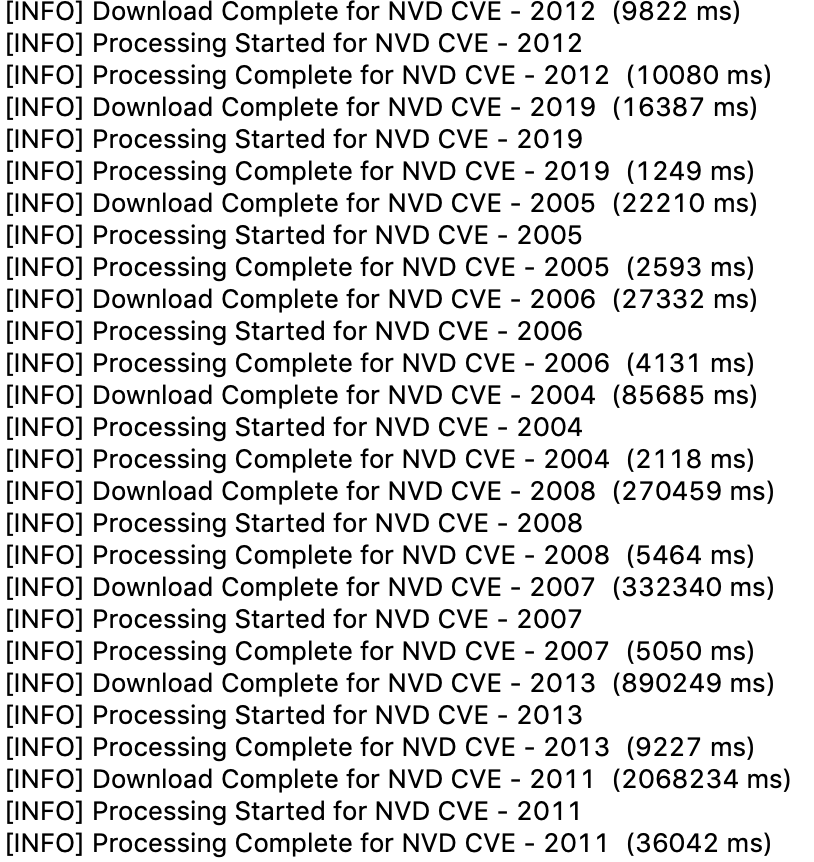 [INFO] Download Complete for NVD CVE - 2012  (9822 ms)
[INFO] Processing Started for NVD CVE - 2012
[INFO] Processing Complete for NVD CVE - 2012  (10080 ms)
[INFO] Download Complete for NVD CVE - 2019  (16387 ms)
[INFO] Processing Started for NVD CVE - 2019
[INFO] Processing Complete for NVD CVE - 2019  (1249 ms)
[INFO] Download Complete for NVD CVE - 2005  (22210 ms)
[INFO] Processing Started for NVD CVE - 2005
[INFO] Processing Complete for NVD CVE - 2005  (2593 ms)
[INFO] Download Complete for NVD CVE - 2006  (27332 ms)
[INFO] Processing Started for NVD CVE - 2006
[INFO] Processing Complete for NVD CVE - 2006  (4131 ms)
[INFO] Download Complete for NVD CVE - 2004  (85685 ms)
[INFO] Processing Started for NVD CVE - 2004
[INFO] Processing Complete for NVD CVE - 2004  (2118 ms)
[INFO] Download Complete for NVD CVE - 2008  (270459 ms)
[INFO] Processing Started for NVD CVE - 2008
[INFO] Processing Complete for NVD CVE - 2008  (5464 ms)
[INFO] Download Complete for NVD CVE - 2007  (332340 ms)
[INFO] Processing Started for NVD CVE - 2007
[INFO] Processing Complete for NVD CVE - 2007  (5050 ms)
[INFO] Download Complete for NVD CVE - 2013  (890249 ms)
[INFO] Processing Started for NVD CVE - 2013
[INFO] Processing Complete for NVD CVE - 2013  (9227 ms)
[INFO] Download Complete for NVD CVE - 2011  (2068234 ms)
[INFO] Processing Started for NVD CVE - 2011
[INFO] Processing Complete for NVD CVE - 2011  (36042 ms)